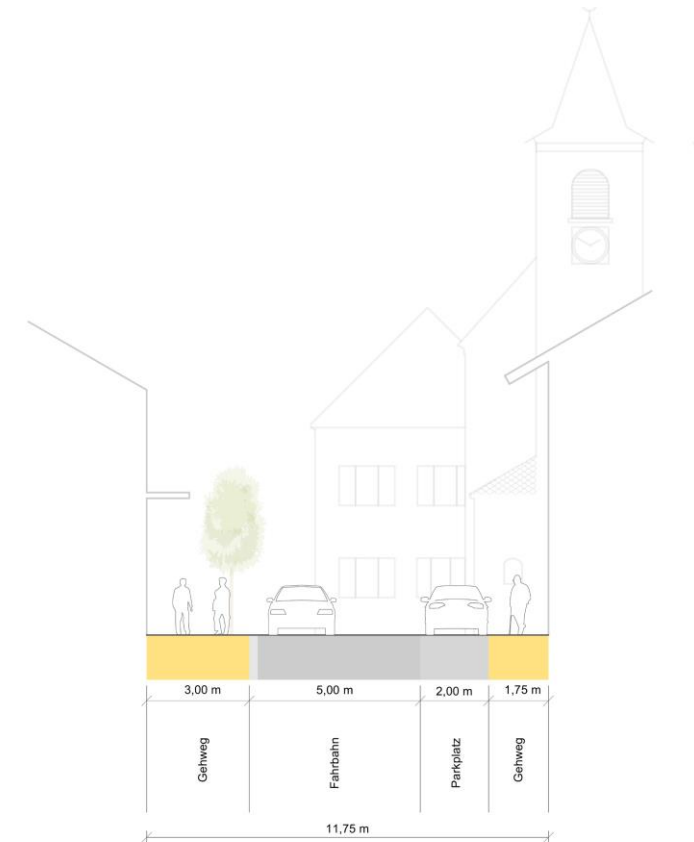 3,00 m
5,00 m
2,00 m
1,75 m
Gehweg
Fahrbahn
Parkplatz
Gehweg
11,75 m